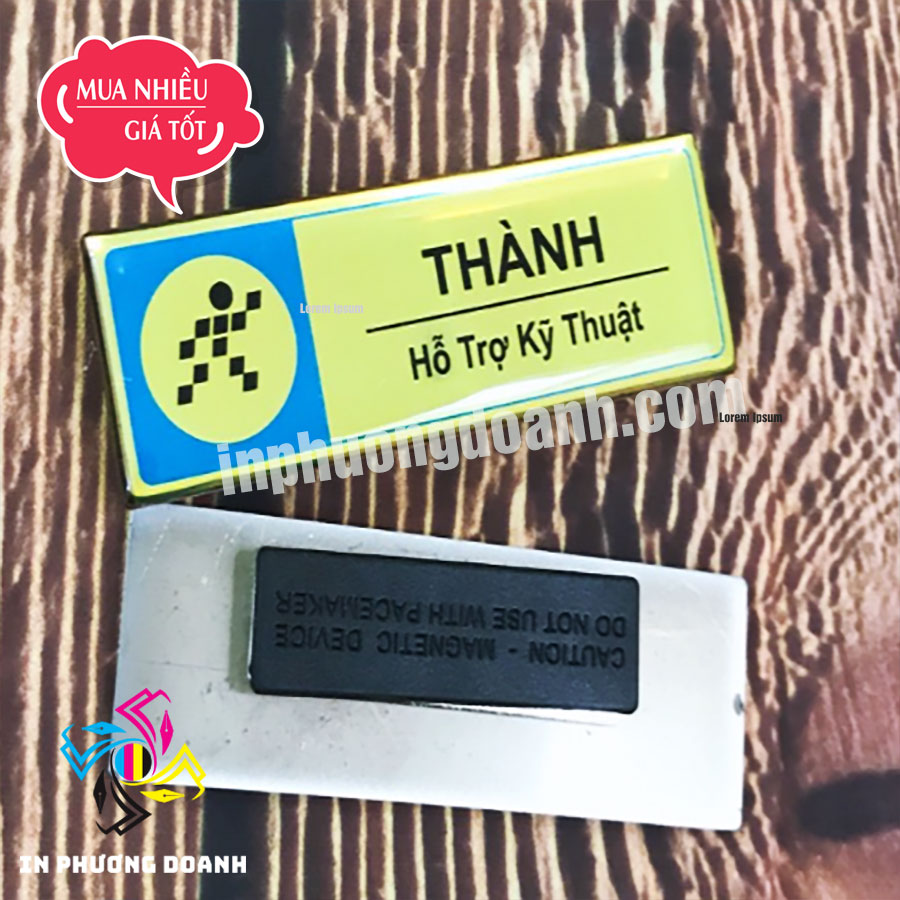 MUA NHIỀU
GIÁ TỐT
THÀNH
Hỗ Trợ Kỹ Thuật
Lorem ipsum
Lorem ipsum
inphuongdoanh.com
CAUTION - MAGNETIC DEVICE
DO NOT USE WITH PACEMAKER
IN PHƯƠNG DOANH